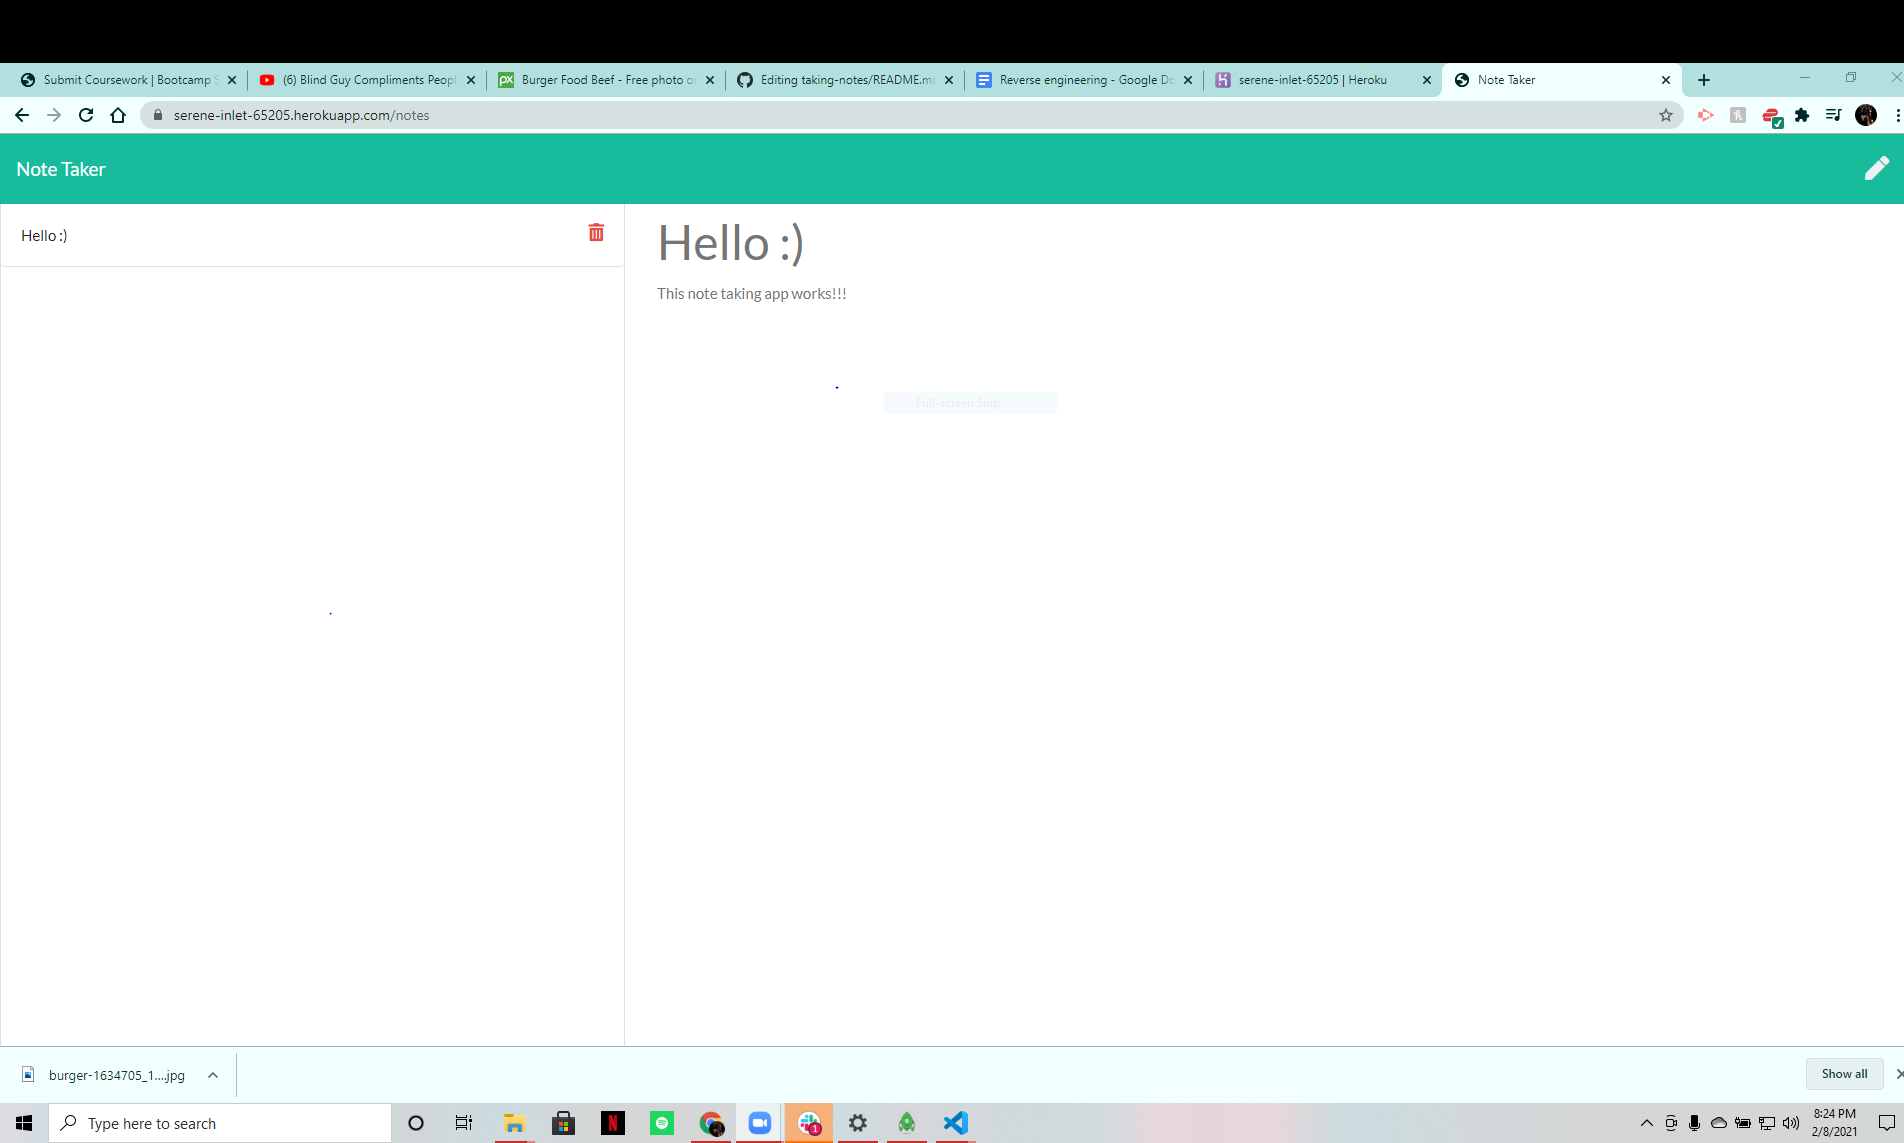 Submit Coursework | Bootcamp S
(6) Blind Guy Compliments Peopl
Burger Food Beef - Free photo o
Editing taking-notes/README.m
Reverse engineering - Google Do
serene-inlet-65205 | Heroku
Note Taker
serene-inlet-65205.herokuapp.com/notes
Note Taker
Hello :)
Hello :)
This note taking app works!!!
Full-screen Snip
burger-1634705_1....jpg
Show all
Type here to search
1
8:24 PM
2/8/2021